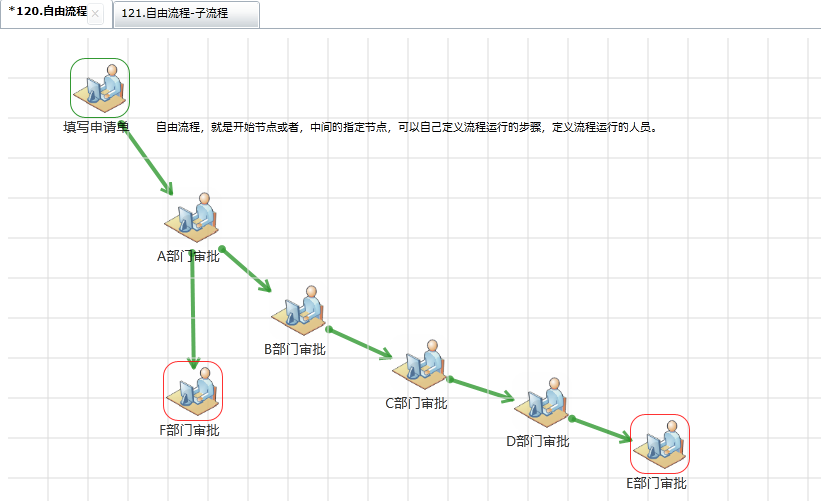 *120.自由流程
121.自由流程-子流程
填写申请单
自由流程，就是开始节点或者，中间的指定节点，可以自己定义流程运行的步骤，定义流程运行的人员。
A部门审批
B部门审批
C部门审批
F部门审批
D部门审批
E部门审批